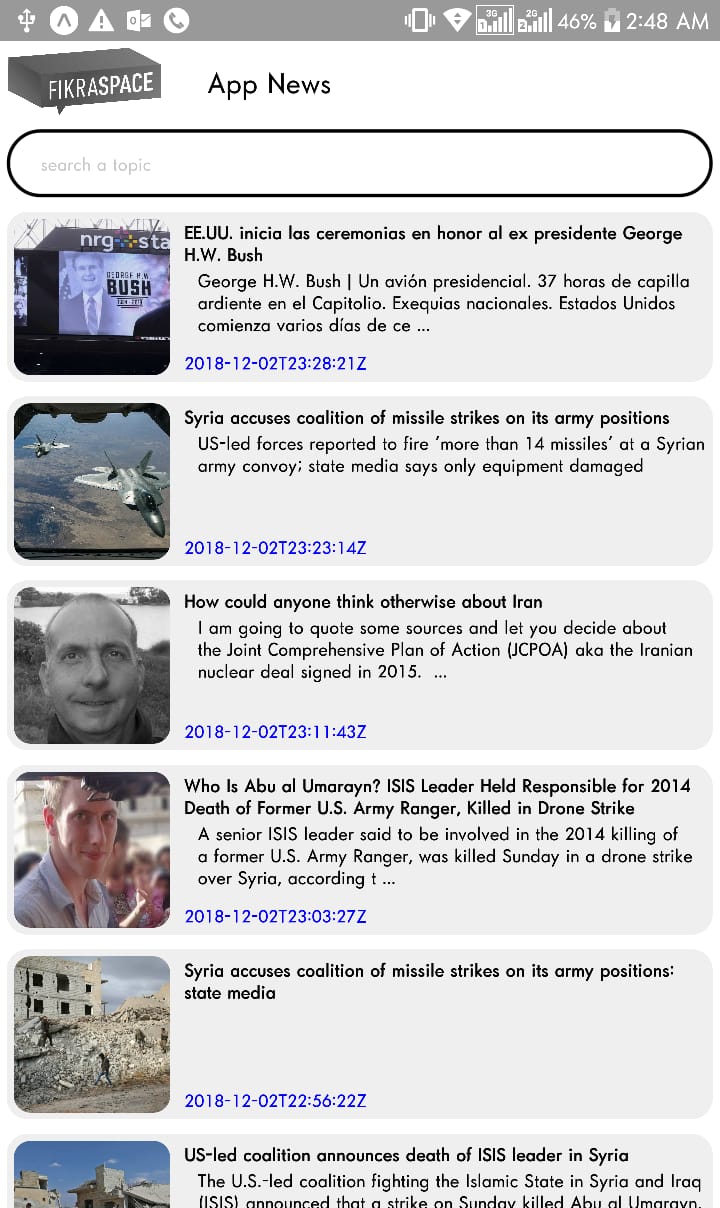 3G 2G
1 2 46% 2:48 AM
FIKRASPACE
App News
search a topic
nrg sta
GEORGE H.W.
BUSH
EE.UU. inicia las ceremonias en honor al ex presidente George
H.W. Bush
George H.W. Bush | Un avión presidencial. 37 horas de capilla
ardiente en el Capitolio. Exequias nacionales. Estados Unidos
comienza varios días de ce ...
2018-12-02T23:28:21Z
Syria accuses coalition of missile strikes on its army positions
US-led forces reported to fire ‘more than 14 missiles’ at a Syrian
army convoy; state media says only equipment damaged
2018-12-02T23:23:14Z
How could anyone think otherwise about Iran
I am going to quote some sources and let you decide about
the Joint Comprehensive Plan of Action (JCPOA) aka the Iranian
nuclear deal signed in 2015.  ...
2018-12-02T23:11:43Z
Who Is Abu al Umarayn? ISIS Leader Held Responsible for 2014
Death of Former U.S. Army Ranger, Killed in Drone Strike
A senior ISIS leader said to be involved in the 2014 killing of
a former U.S. Army Ranger, was killed Sunday in a drone strike
over Syria, according t ...
2018-12-02T23:03:27Z
Syria accuses coalition of missile strikes on its army positions:
state media
2018-12-02T22:56:22Z
US-led coalition announces death of ISIS leader in Syria
The U.S.-led coalition fighting the Islamic State in Syria and Iraq
(ISIS) announced that a strike on Sunday killed Abu al Umarayn,